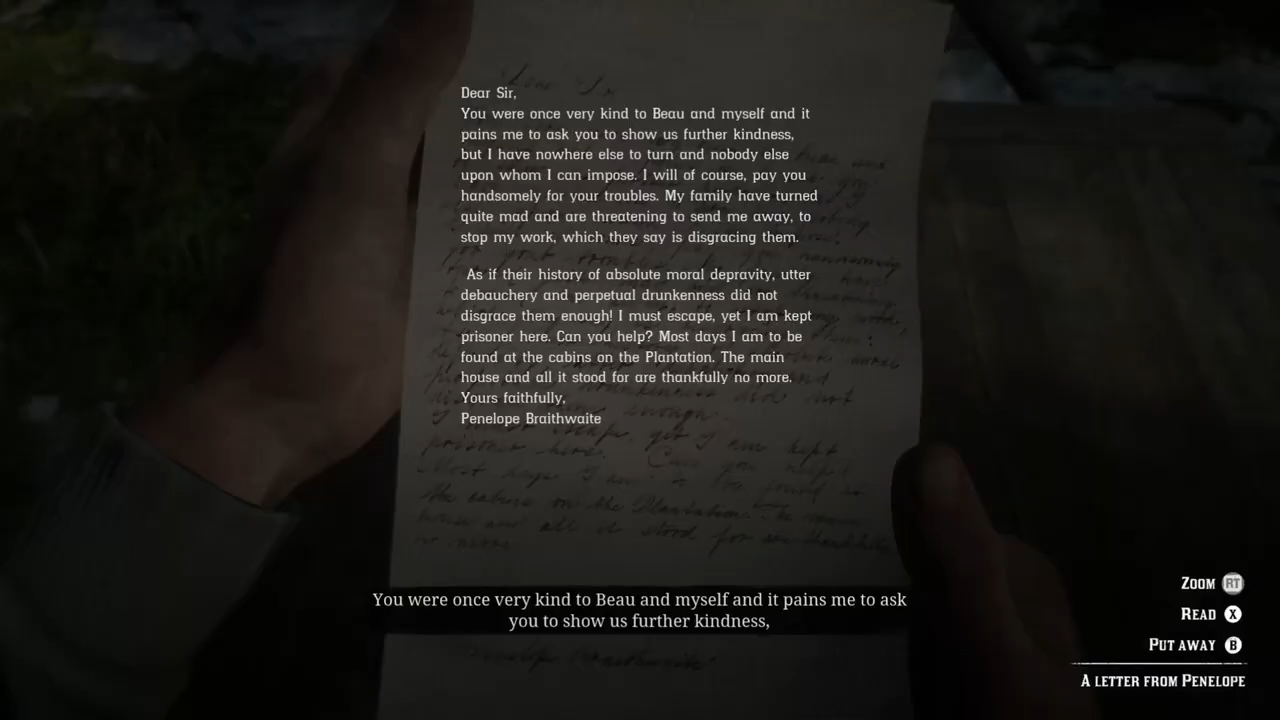 Dear Sir,
You were once very kind to Beau and myself and it
pains me to ask you to show us further kindness,
but I have nowhere else to turn and nobody else
upon whom I can impose. I will of course, pay you
handsomely for your troubles. My family have turned
quite mad and are threatening to send me away, to
stop my work, which they say is disgracing them.
As if their history of absolute moral depravity, utter
debauchery and perpetual drunkenness did not
disgrace them enough! I must escape, yet I am kept
prisoner here. Can you help? Most days I am to be
found at the cabins on the Plantation. The main
house and all it stood for are thankfully no more.
Yours faithfully,
Penelope Braithwaite
You were once very kind to Beau and myself and it pains me to ask
you to show us further kindness,
ZOOM RT
READ X
PUT AWAY B
A LETTER FROM PENELOPE